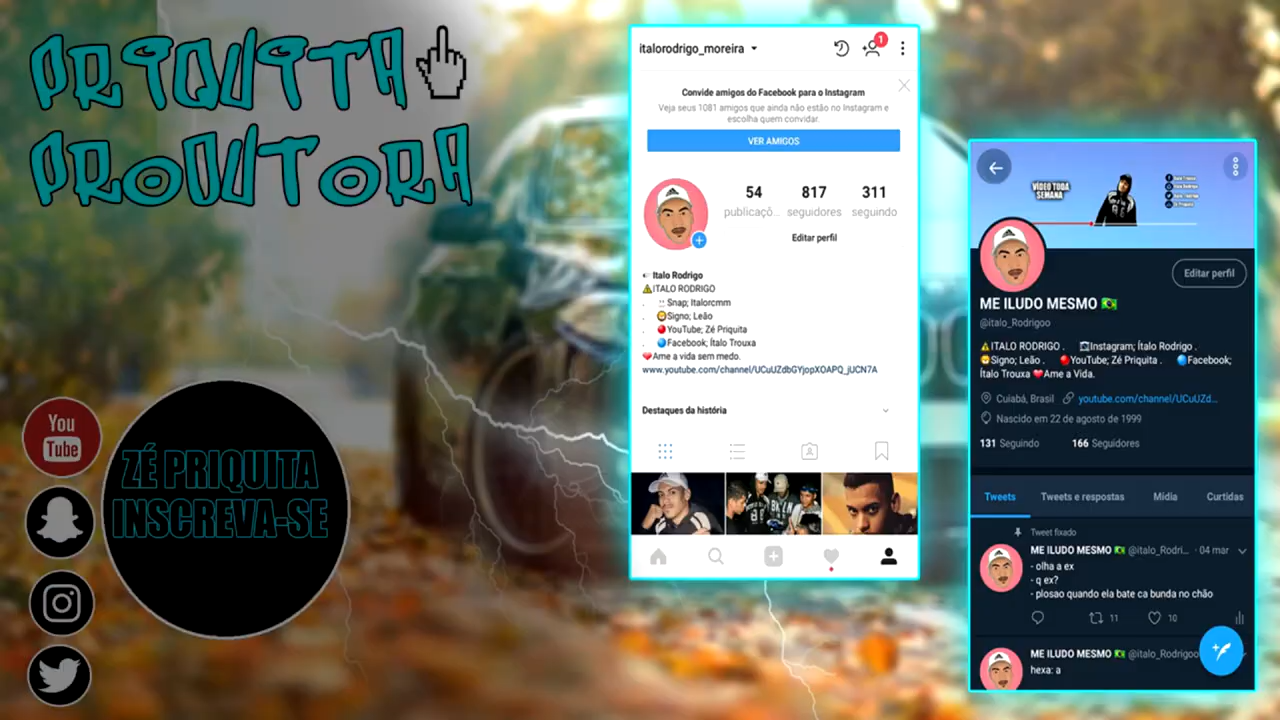 PRIQUITA
PRODUTORA
You
Tube
ZÉ PRIQUITA
INSCREVA-SE
italorodrigo_moreira
1
Convide amigos do Facebook para o Instagram
Veja seus 1081 amigos que ainda não estão no Instagram e
escolha quem convidar.
VER AMIGOS
54 817 311
publicaçõ... seguidores seguindo
Editar perfil
Italo Rodrigo
⚠ITALO RODRIGO
. Snap; Italorcmm
. Signo; Leão
. 🔴YouTube; Zé Priquita
. 🔵Facebook; Ítalo Trouxa
❤Ame a vida sem medo.
www.youtube.com/channel/UCuUZdbGYjopXOAPQ_jUCN7A
Destaques da história
VÍDEO TODA
SEMANA
Editar perfil
ME ILUDO MESMO 🇧🇷
@italo_Rodrigoo
⚠ITALO RODRIGO . 📷Instagram; Ítalo Rodrigo .
Signo; Leão . 🔴YouTube; Zé Priquita . 🔵Facebook;
Ítalo Trouxa ❤Ame a Vida.
Cuiabá, Brasil youtube.com/channel/UCuUZd...
Nascido em 22 de agosto de 1999
131 Seguindo 166 Seguidores
Tweets Tweets e respostas Mídia Curtidas
Tweet fixado
ME ILUDO MESMO 🇧🇷 @italo_Rodri... · 04 mar
- olha a ex
- q ex?
- plosao quando ela bate ca bunda no chão
11 10
ME ILUDO MESMO 🇧🇷 @italo_Rodrigoo
hexa: a